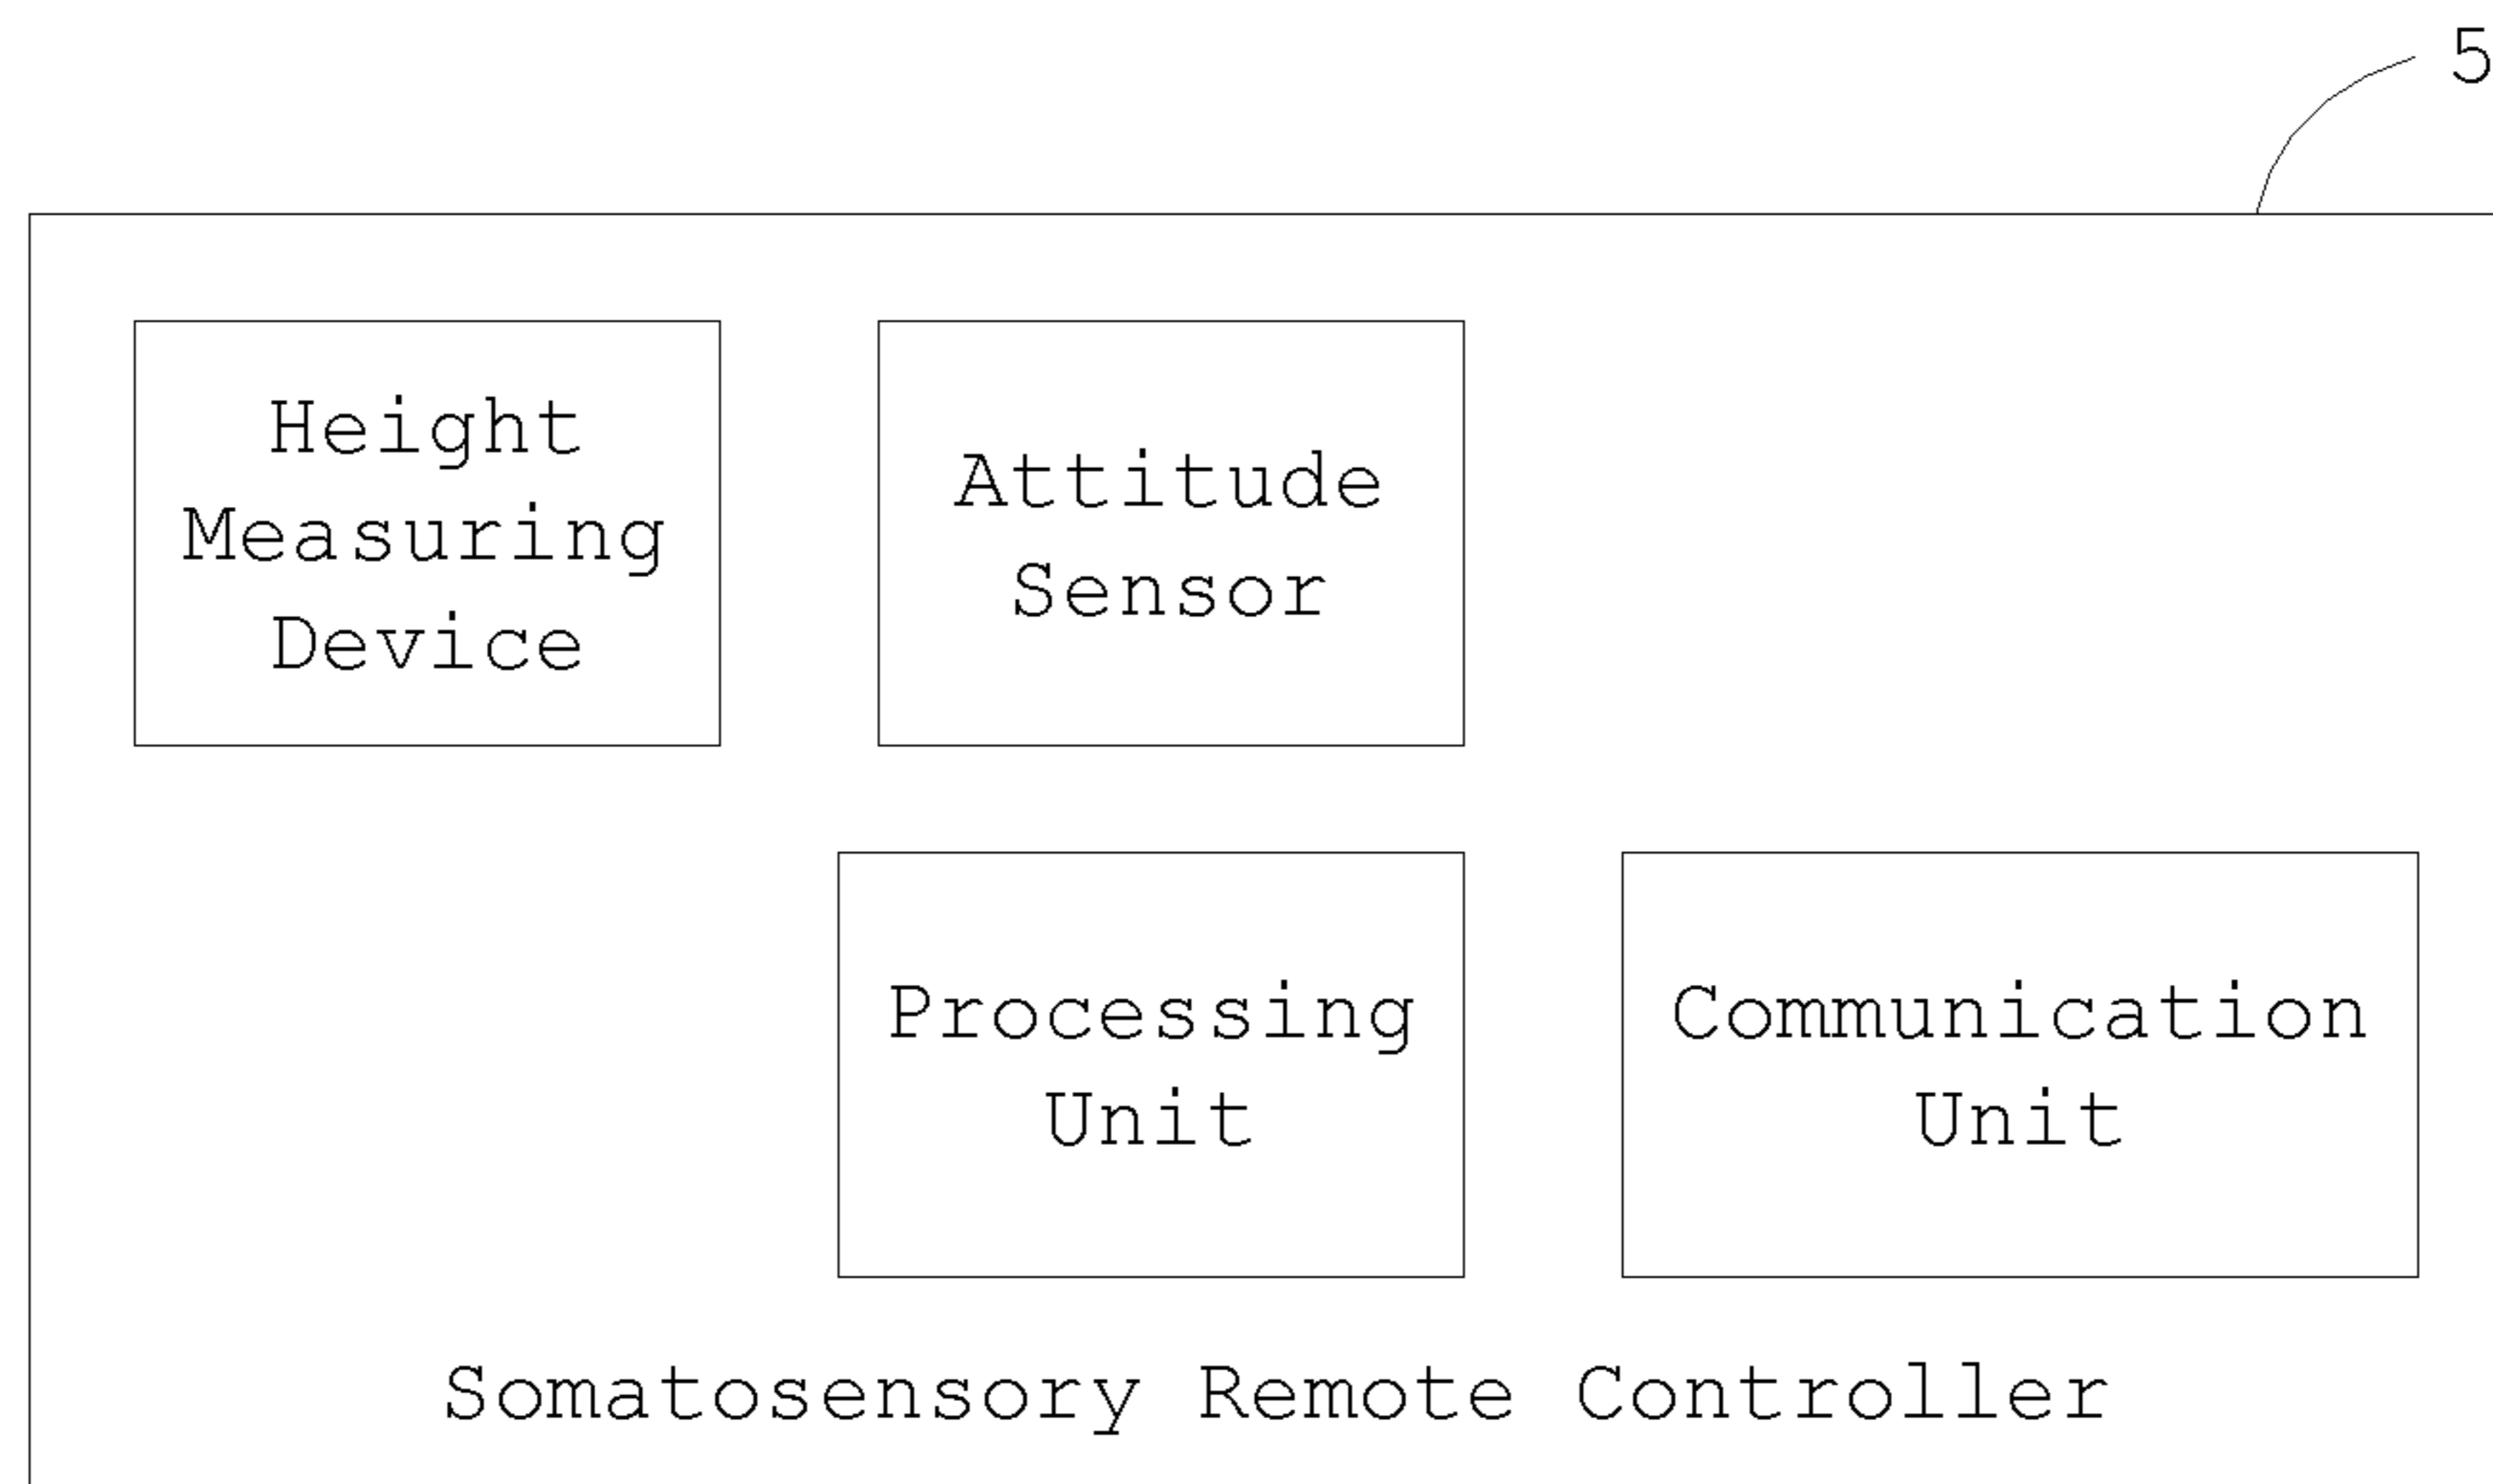 5
Height
Measuring
Device
Attitude
Sensor
Processing
Unit
Communication
Unit
Somatosensory Remote Controller